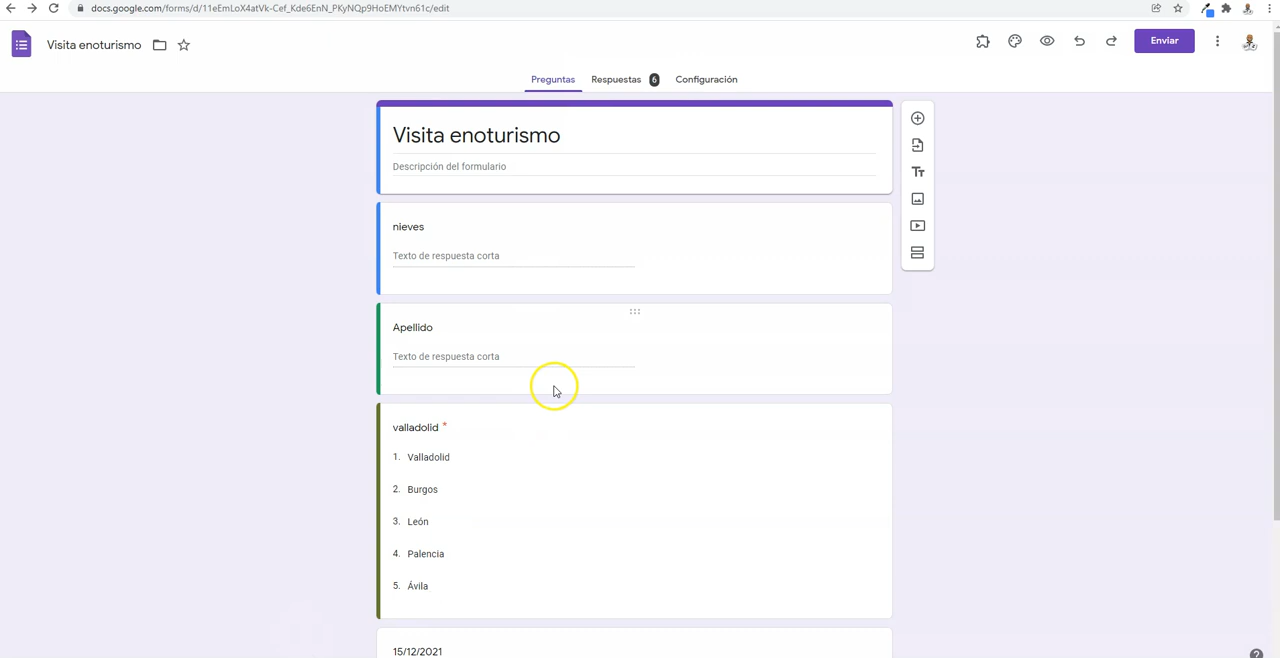 docs.google.com/forms/d/11eEmLoX4atVk-Cef_Kde6EnN_PKyNQp9HoEMYtvn61c/edit
Visita enoturismo
Enviar
Preguntas
Respuestas 6
Configuración
Visita enoturismo
Descripción del formulario
Tт
nieves
Texto de respuesta corta
Apellido
Texto de respuesta corta
valladolid *
1. Valladolid
2. Burgos
3. León
4. Palencia
5. Ávila
15/12/2021